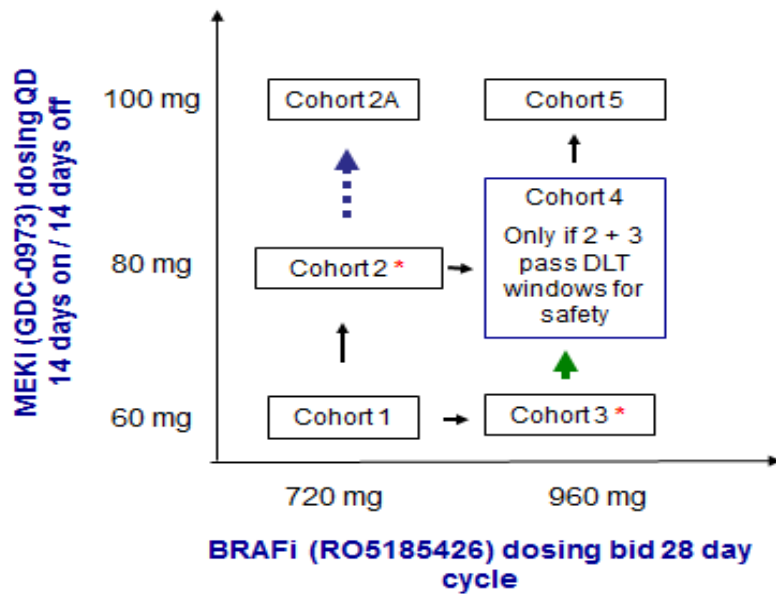 MEKi (GDC-0973) dosing QD
14 days on / 14 days off
100 mg
Cohort 2A
Cohort 5
80 mg
Cohort 2 *
Cohort 4
Only if 2 + 3
pass DLT
windows for
safety
60 mg
Cohort 1
Cohort 3 *
720 mg
960 mg
BRAFi (RO5185426) dosing bid 28 day
cycle